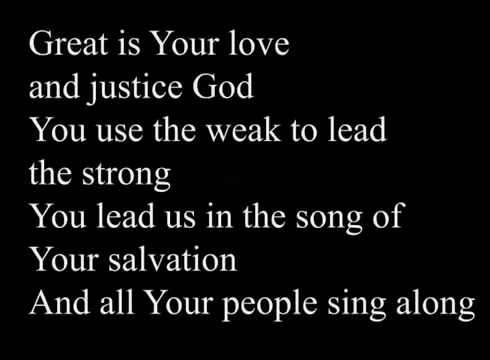 Great is Your love
and justice God
You use the weak to lead
the strong
You lead us in the song of
Your salvation
And all Your people sing along